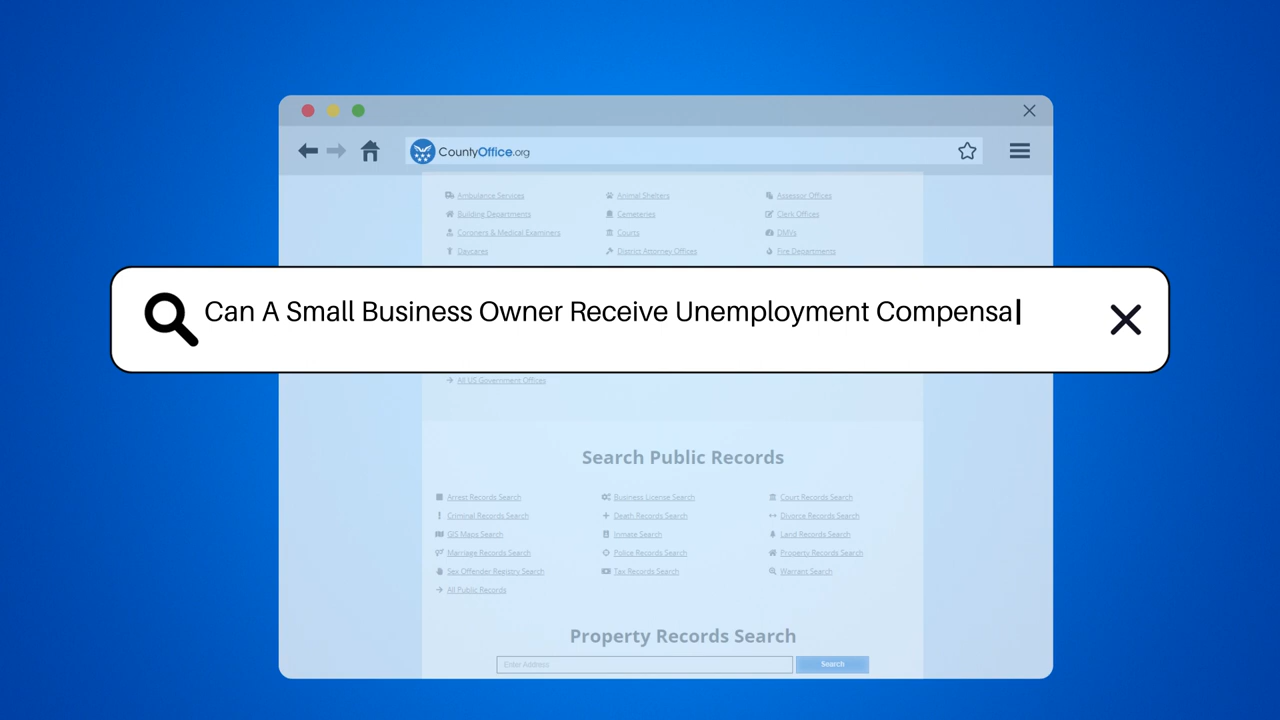 CountyOffice.org
Ambulance Services Animal Shelters Assessor Offices
Building Departments Cemeteries Clerk Offices
Coroners & Medical Examiners Courts DMVs
Daycares District Attorney Offices Fire Departments
Can A Small Business Owner Receive Unemployment Compensa
All US Government Offices
Search Public Records
Arrest Records Search Business License Search Court Records Search
Criminal Records Search Death Records Search Divorce Records Search
GIS Maps Search Inmate Search Land Records Search
Marriage Records Search Police Records Search Property Records Search
Sex Offender Registry Search Tax Records Search Warrant Search
All Public Records
Property Records Search
Enter Address Search